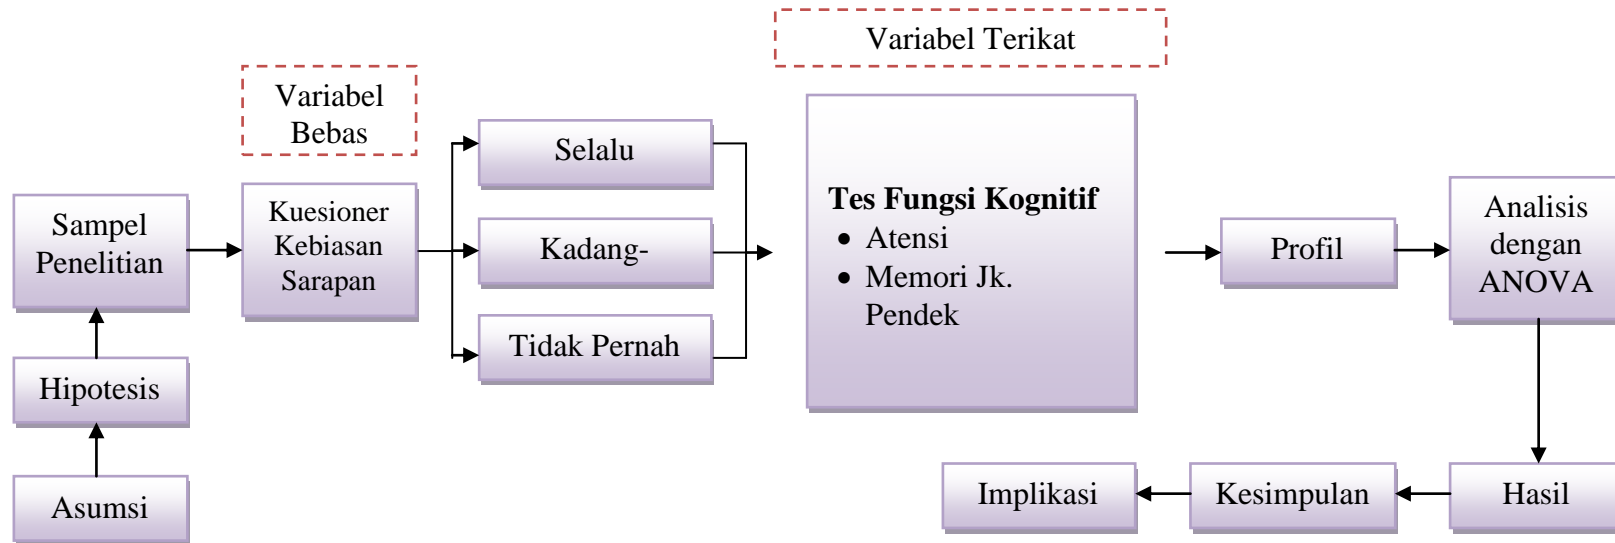 Variabel Terikat
Variabel
Bebas
Selalu
Kadang-
Tidak Pernah
Sampel
Penelitian
Kuesioner
Kebiasan
Sarapan
Tes Fungsi Kognitif
• Atensi
• Memori Jk.
Pendek
Profil
Analisis
dengan
ANOVA
Hipotesis
Asumsi
Implikasi
Kesimpulan
Hasil